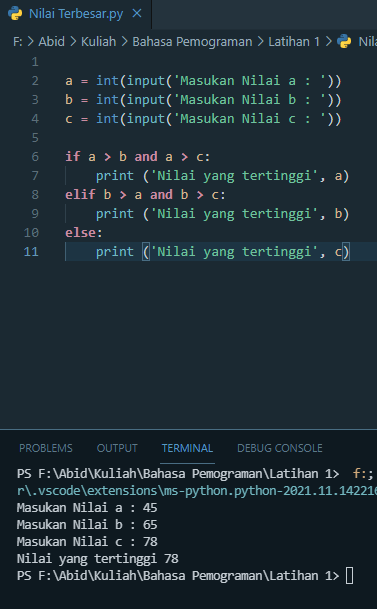 Nilai Terbesar.py ×
F: > Abid > Kuliah > Bahasa Pemograman > Latihan 1 >
1
2 a = int(input('Masukan Nilai a : '))
3 b = int(input('Masukan Nilai b : '))
4 c = int(input('Masukan Nilai c : '))
5
6 if a > b and a > c:
7 print ('Nilai yang tertinggi', a)
8 elif b > a and b > c:
9 print ('Nilai yang tertinggi', b)
10 else:
11 print ('Nilai yang tertinggi', c)
PROBLEMS OUTPUT TERMINAL DEBUG CONSOLE
PS F:\Abid\Kuliah\Bahasa Pemograman\Latihan 1> f:;
r\.vscode\extensions\ms-python.python-2021.11.142216
Masukan Nilai a : 45
Masukan Nilai b : 65
Masukan Nilai c : 78
Nilai yang tertinggi 78
PS F:\Abid\Kuliah\Bahasa Pemograman\Latihan 1>